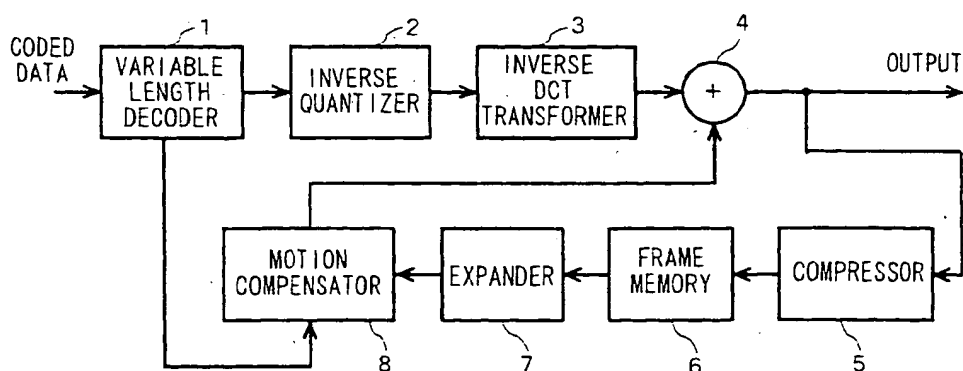 1
2
3
4
CODED
DATA
VARIABLE
LENGTH
DECODER
INVERSE
QUANTIZER
INVERSE
DCT
TRANSFORMER
+
OUTPUT
MOTION
COMPENSATOR
EXPANDER
FRAME
MEMORY
COMPRESSOR
8
7
6
5